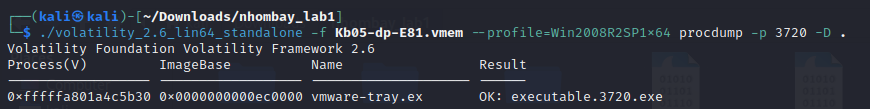 ┌──(kali㉿kali)-[~/Downloads/nhombay_lab1]
└─$ ./volatility_2.6_lin64_standalone -f Kb05-dp-E81.vmem --profile=Win2008R2SP1×64 procdump -p 3720 -D .
Volatility Foundation Volatility Framework 2.6
Process(V) ImageBase Name Result
------------------ ------------------ -------------------- ------
0×fffffa801a4c5b30 0×0000000000ec0000 vmware-tray.ex OK: executable.3720.exe